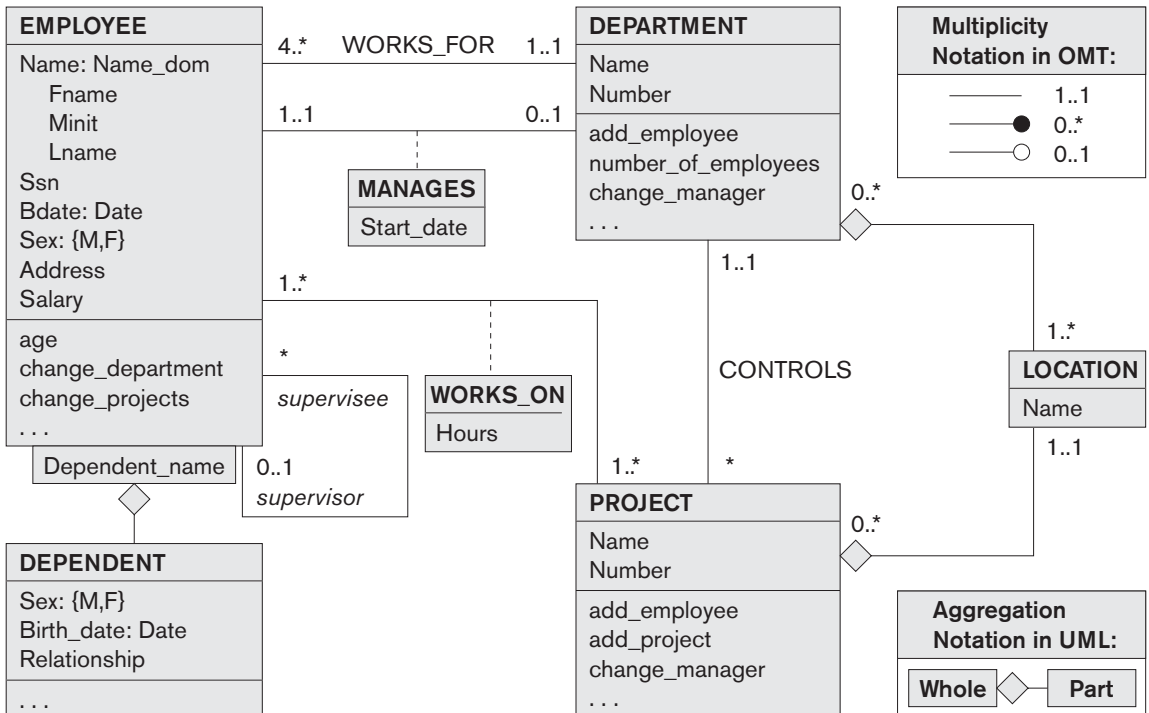 EMPLOYEE
Name: Name_dom
Fname
Minit
Lname
Ssn
Bdate: Date
Sex: {M,F}
Address
Salary
age
change_department
change_projects
. . .
Dependent_name
DEPENDENT
Sex: {M,F}
Birth_date: Date
Relationship
. . .
4..* WORKS_FOR 1..1
1..1 0..1
MANAGES
Start_date
1..*
*
supervisee
0..1
supervisor
WORKS_ON
Hours
1..*
DEPARTMENT
Name
Number
add_employee
number_of_employees
change_manager
. . .
0..*
1..1
CONTROLS
*
PROJECT
Name
Number
add_employee
add_project
change_manager
. . .
0..*
1..*
LOCATION
Name
1..1
Multiplicity
Notation in OMT:
1..1
0..*
0..1
Aggregation
Notation in UML:
Whole Part